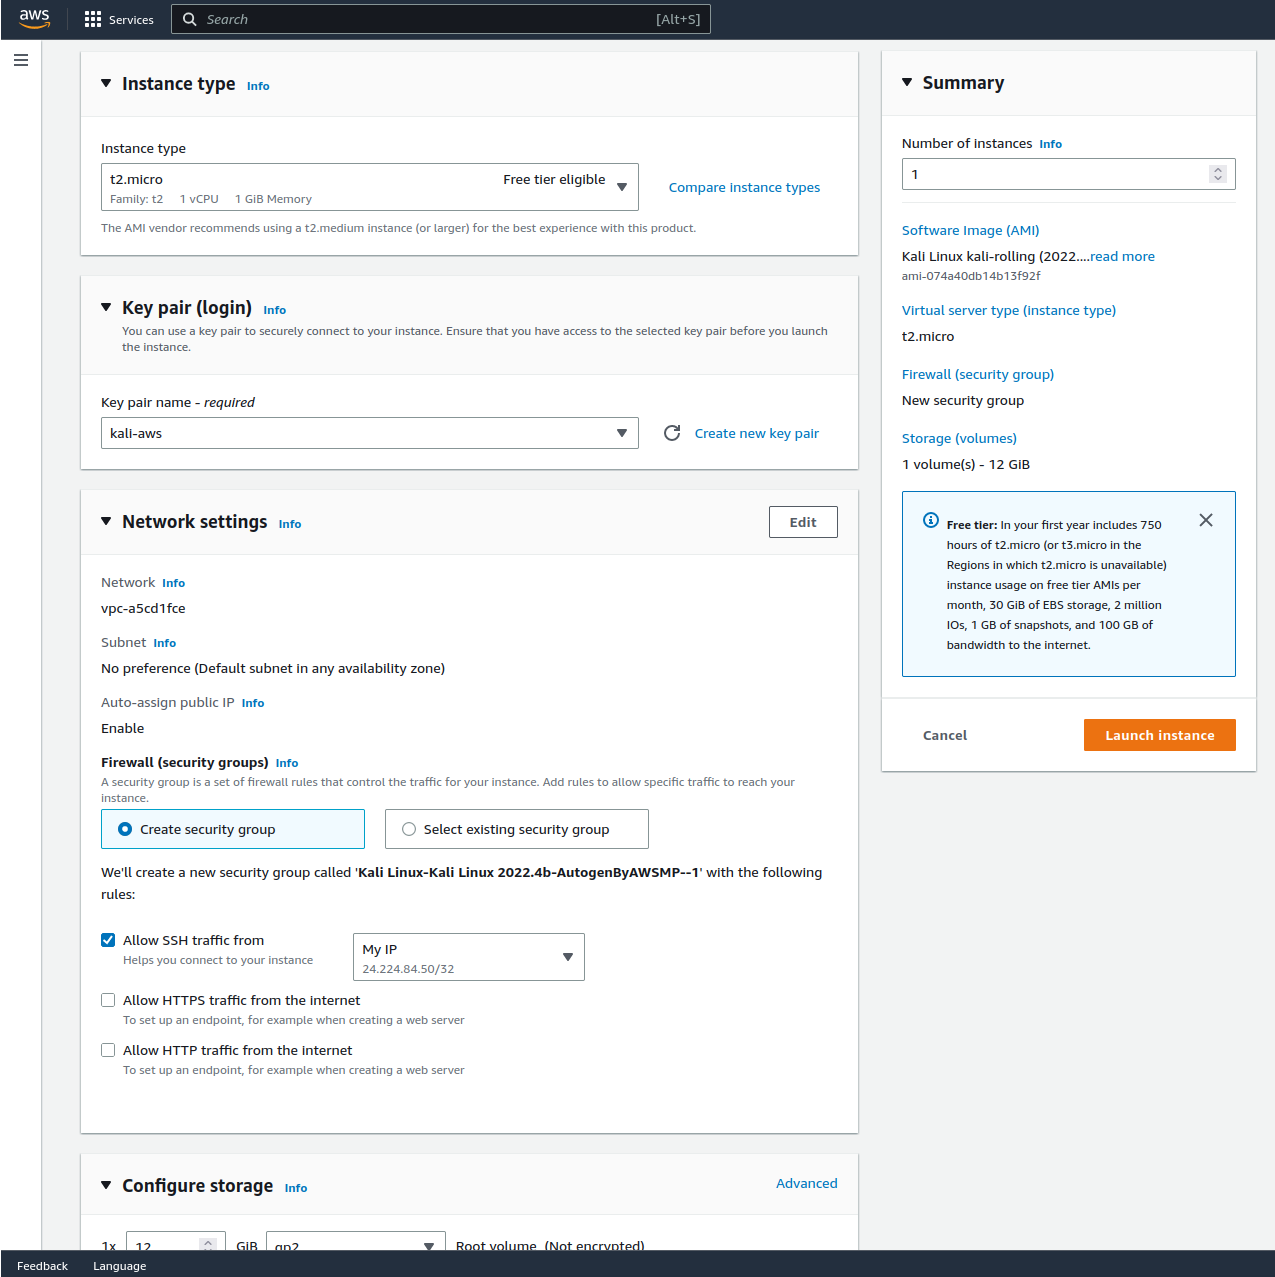 aws
Services
Search [Alt+S]
Instance type Info
Instance type
t2.micro
Family: t2 1 vCPU 1 GiB Memory
Free tier eligible
Compare instance types
The AMI vendor recommends using a t2.medium instance (or larger) for the best experience with this product.
Key pair (login) Info
You can use a key pair to securely connect to your instance. Ensure that you have access to the selected key pair before you launch
the instance.
Key pair name - required
kali-aws
Create new key pair
Network settings Info
Edit
Network Info
vpc-a5cd1fce
Subnet Info
No preference (Default subnet in any availability zone)
Auto-assign public IP Info
Enable
Firewall (security groups) Info
A security group is a set of firewall rules that control the traffic for your instance. Add rules to allow specific traffic to reach your
instance.
Create security group
Select existing security group
We'll create a new security group called 'Kali Linux-Kali Linux 2022.4b-AutogenByAWSMP--1' with the following
rules:
Allow SSH traffic from
Helps you connect to your instance
My IP
24.224.84.50/32
Allow HTTPS traffic from the internet
To set up an endpoint, for example when creating a web server
Allow HTTP traffic from the internet
To set up an endpoint, for example when creating a web server
Configure storage Info
Advanced
1x 12 GiB gp2 Root volume (Not encrypted)
Summary
Number of instances Info
1
Software Image (AMI)
Kali Linux kali-rolling (2022....read more
ami-074a40db14b13f92f
Virtual server type (instance type)
t2.micro
Firewall (security group)
New security group
Storage (volumes)
1 volume(s) - 12 GiB
Free tier: In your first year includes 750
hours of t2.micro (or t3.micro in the
Regions in which t2.micro is unavailable)
instance usage on free tier AMIs per
month, 30 GiB of EBS storage, 2 million
IOs, 1 GB of snapshots, and 100 GB of
bandwidth to the internet.
Cancel
Launch instance
Feedback
Language